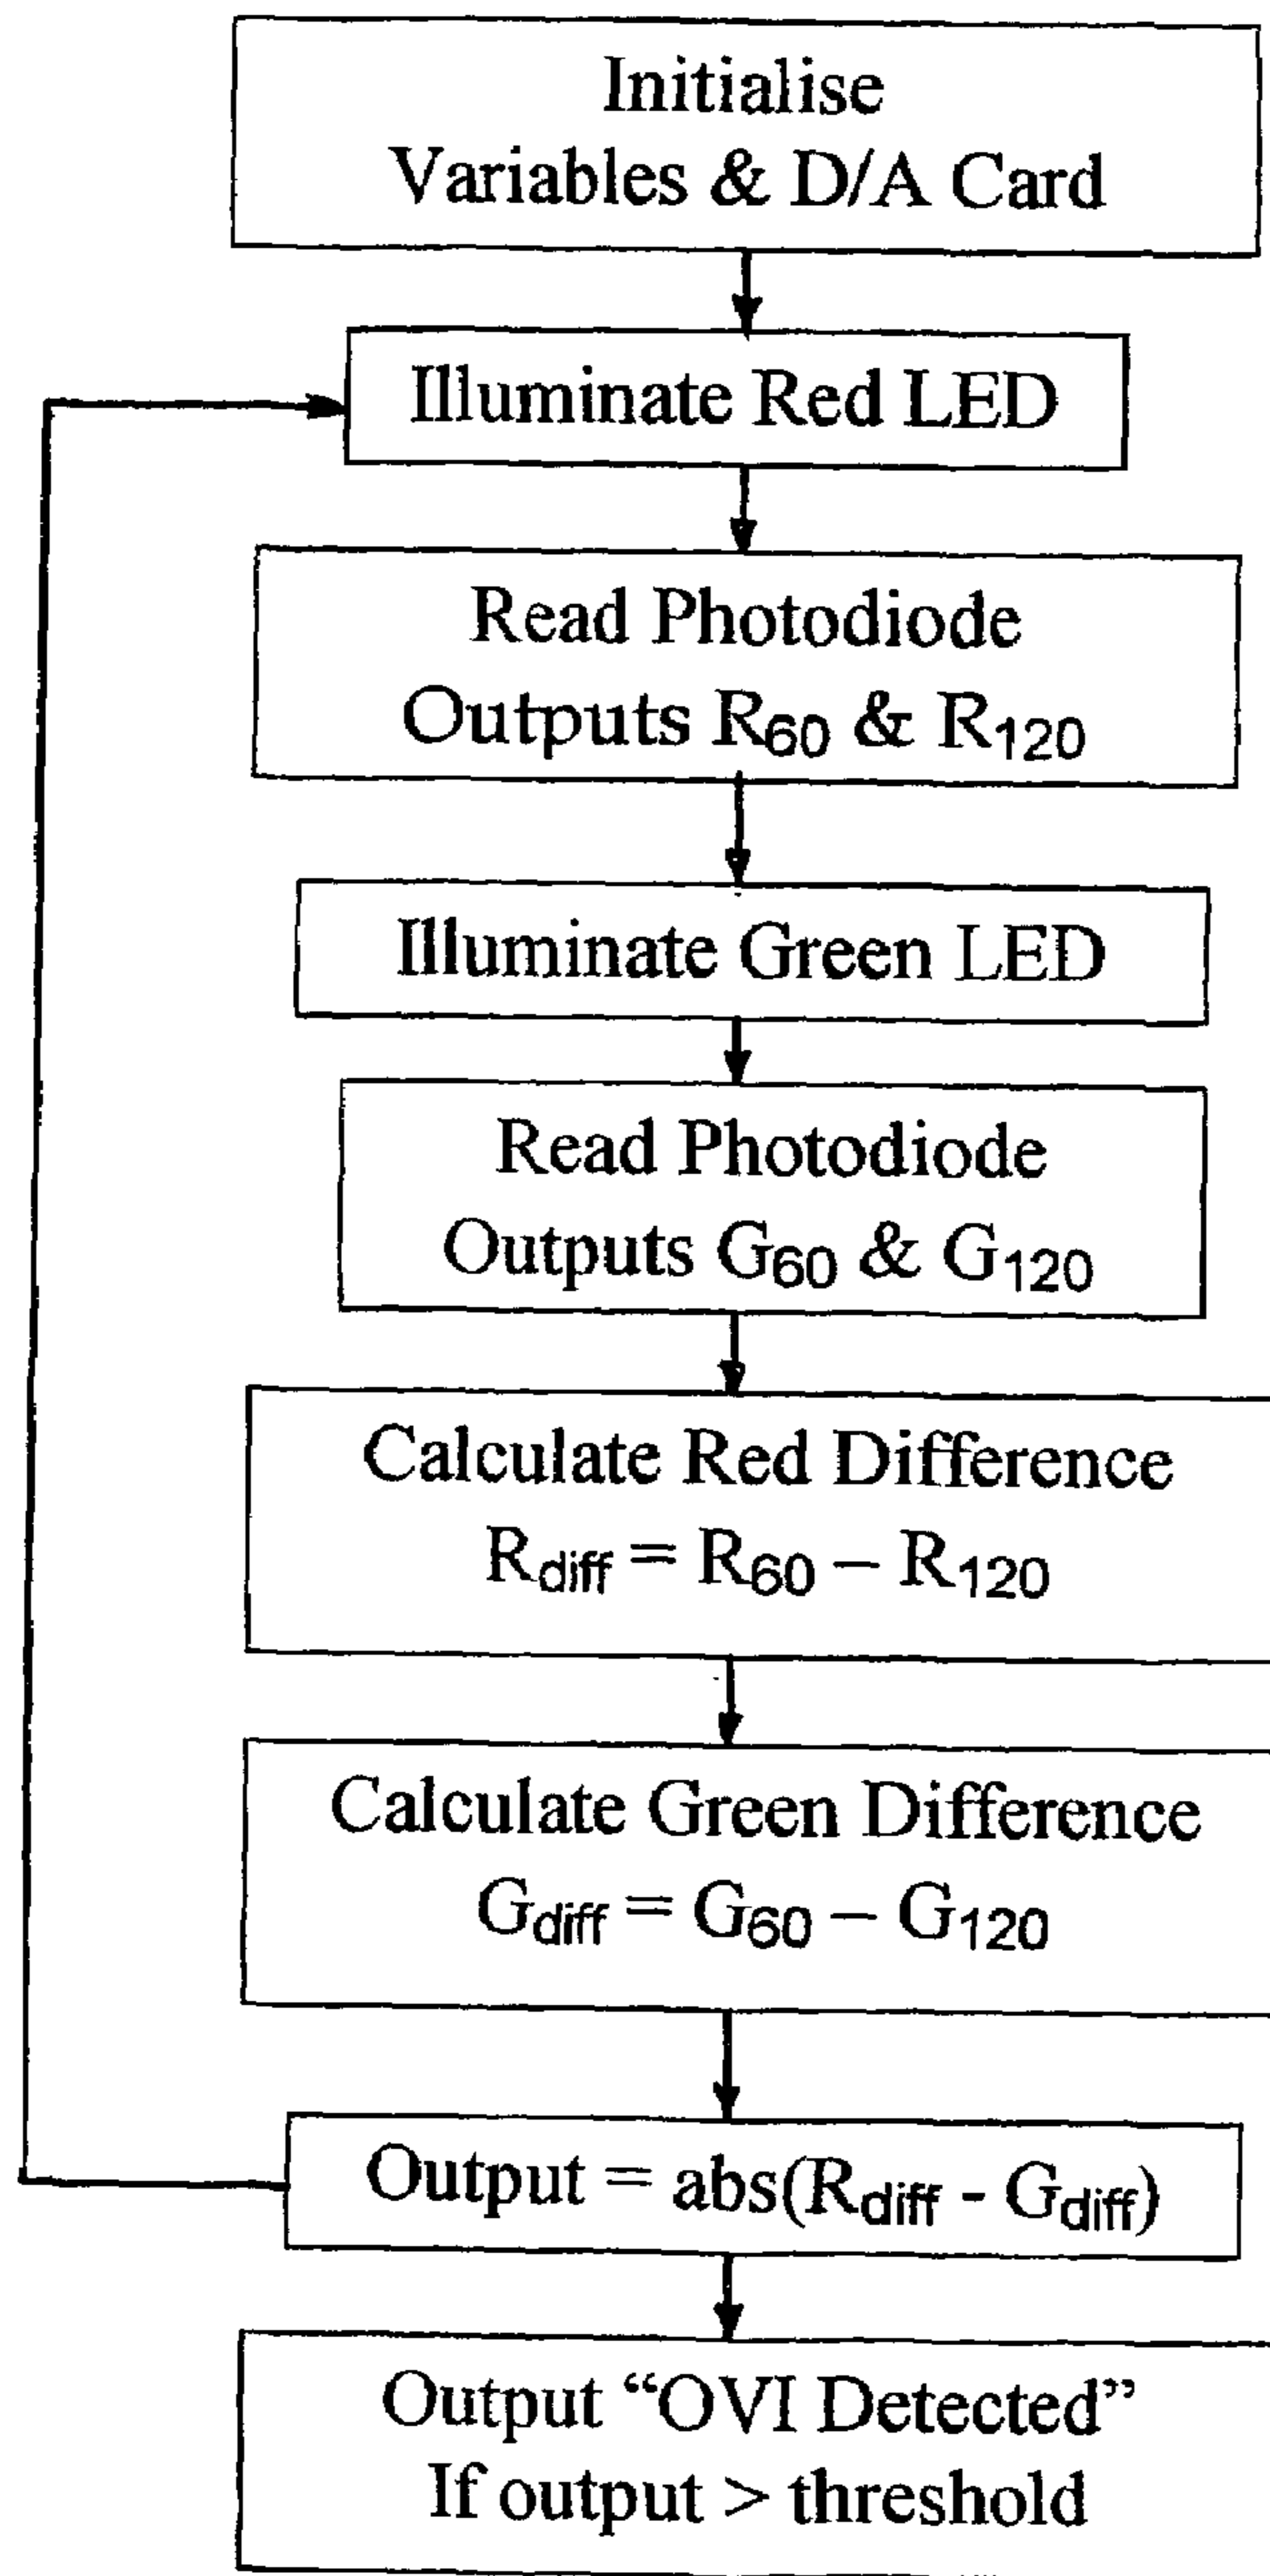 Initialise
Variables & D/A Card
Illuminate Red LED
Read Photodiode
Outputs R60 & R120
Illuminate Green LED
Read Photodiode
Outputs G60 & G120
Calculate Red Difference
Rdiff = R60 – R120
Calculate Green Difference
Gdiff = G60 – G120
Output = abs(Rdiff - Gdiff)
Output “OVI Detected”
If output > threshold